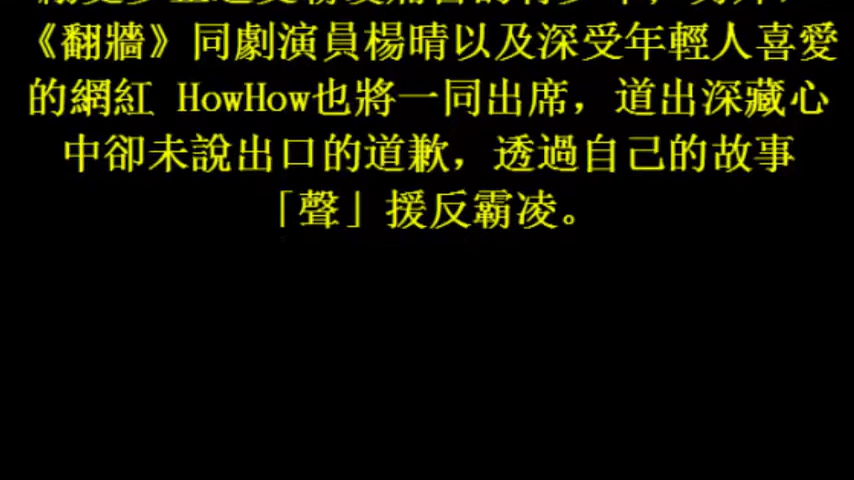 《翻牆》同劇演員楊晴以及深受年輕人喜愛
的網紅 HowHow也將一同出席，道出深藏心
中卻未說出口的道歉，透過自己的故事
「聲」援反霸凌。